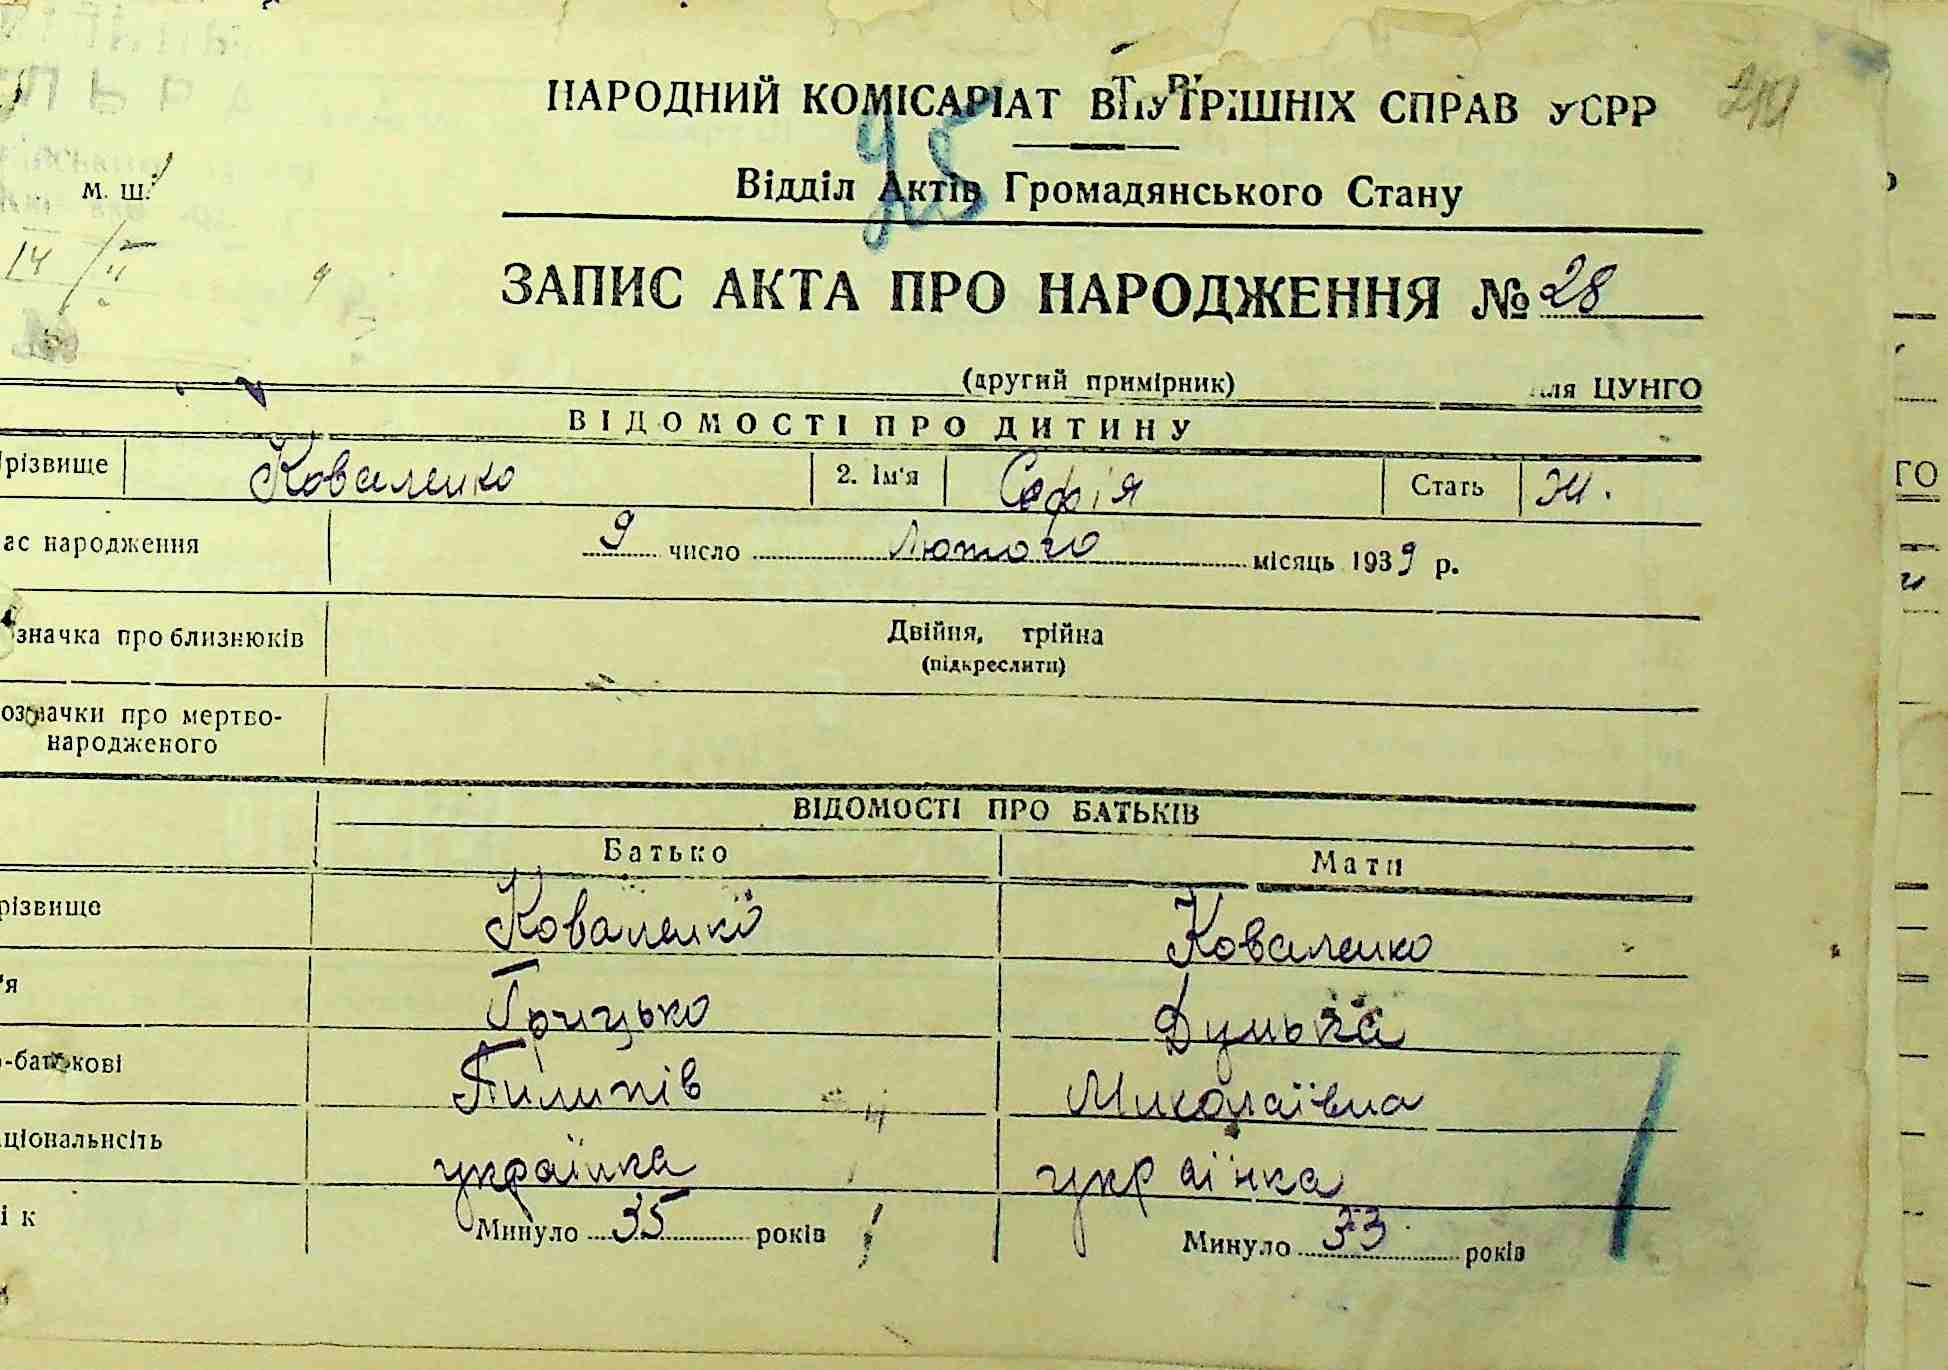 НАРОДНИЙ КОМІСАРІАТ ВНУТРІШНІХ СПРАВ УСРР
95
Відділ Актів Громадянського Стану
М. Ш.
ЗАПИС АКТА ПРО НАРОДЖЕННЯ № 28
(другий примірник) для ЦУНГО
ВІДОМОСТІ ПРО ДИТИНУ
різвище Коваленко 2. Ім'я Софія Стать Ж.
ас народження 9 число Лютого місяць 1939 р.
значка про близнюків Двійня, трійна
(підкреслити)
означки про мертво-
народженого
ВІДОМОСТІ ПРО БАТЬКІВ
Батько Мати
різвище Коваленко Коваленко
'я Грицько Дунька
-батькові Пилипів Миколаївна
аціональнсіть українка українка
ік Минуло 35 років Минуло 33 років